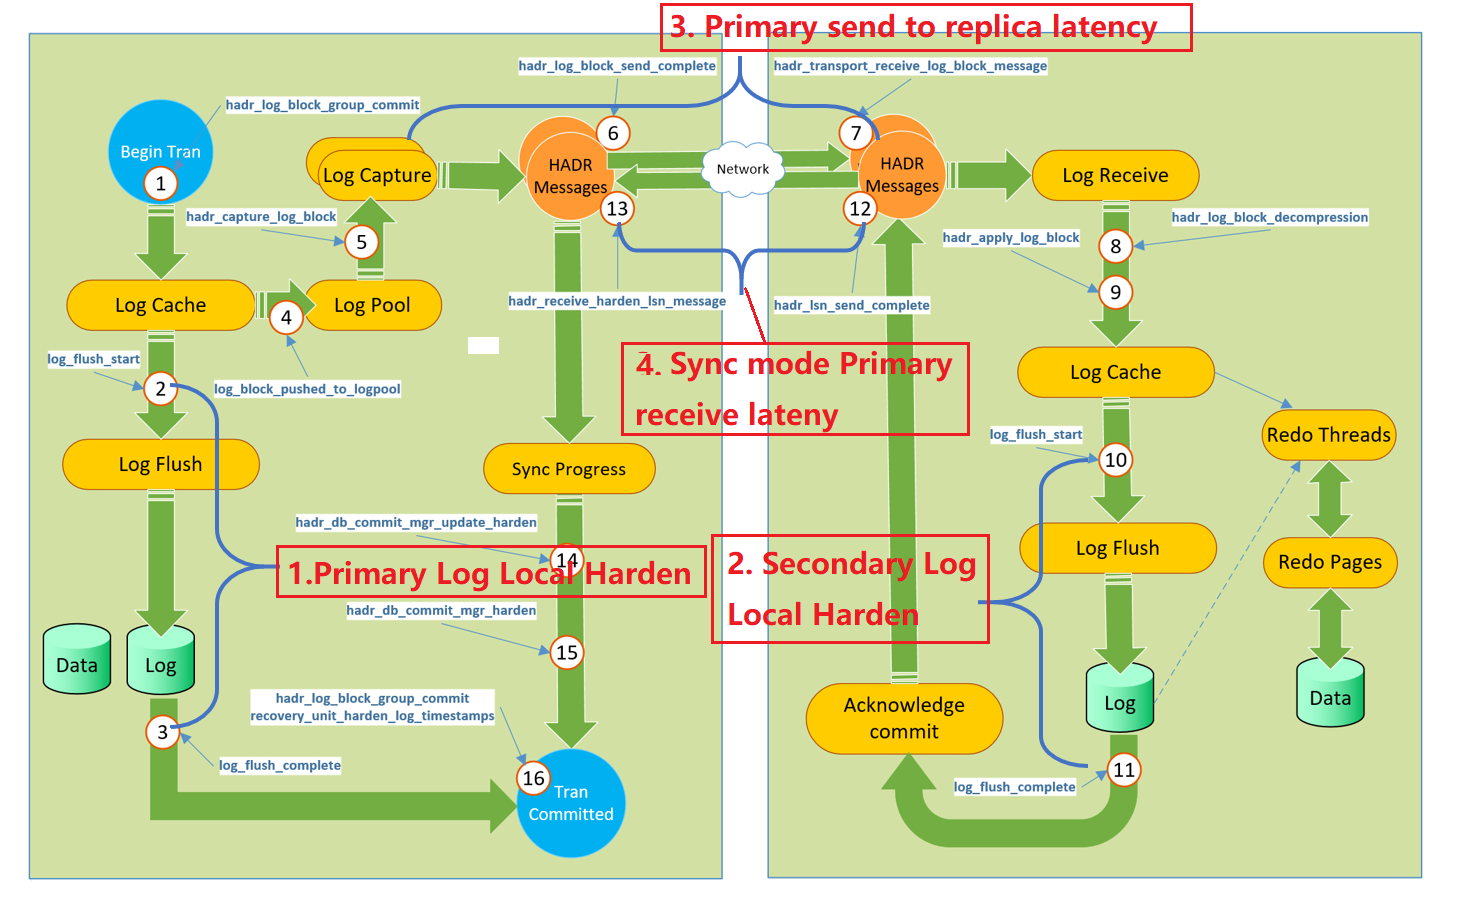 3. Primary send to replica latency
hadr_log_block_send_complete
hadr_transport_receive_log_block_message
hadr_log_block_group_commit
Begin Tran
1
6
7
Log Capture
HADR
Messages
Network
HADR
Messages
Log Receive
hadr_capture_log_block
5
13
12
hadr_log_block_decompression
hadr_apply_log_block
8
9
Log Cache
4
Log Pool
hadr_receive_harden_lsn_message
hadr_lsn_send_complete
log_flush_start
2
log_block_pushed_to_logpool
4. Sync mode Primary
receive lateny
Log Cache
Redo Threads
log_flush_start
10
Log Flush
Sync Progress
hadr_db_commit_mgr_update_harden
14
1.Primary Log Local Harden
2. Secondary Log
Local Harden
Log Flush
Redo Pages
hadr_db_commit_mgr_harden
15
Data
Log
hadr_log_block_group_commit
recovery_unit_harden_log_timestamps
3
log_flush_complete
16
Tran
Committed
Acknowledge
commit
Log
Data
11
log_flush_complete